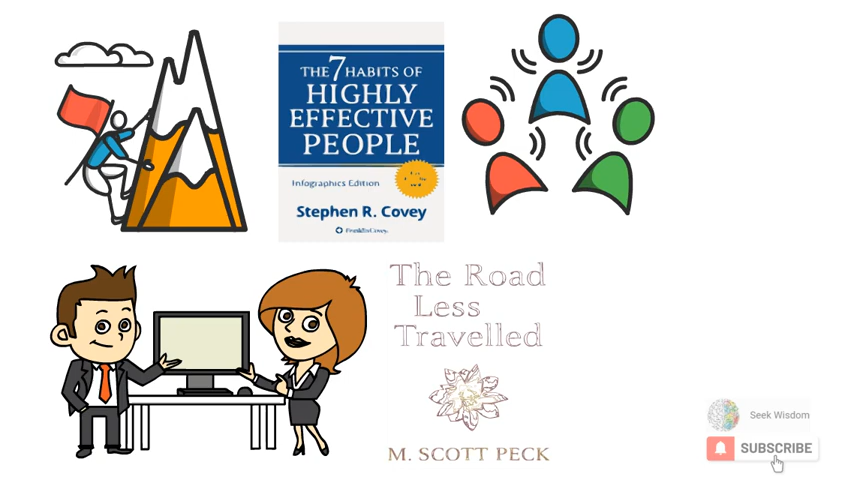 THE 7 HABITS OF
HIGHLY
EFFECTIVE
PEOPLE
Infographics Edition
Stephen R. Covey
FranklinCovey
The Road
Less
Travelled
M. SCOTT PECK
Seek Wisdom
SUBSCRIBE